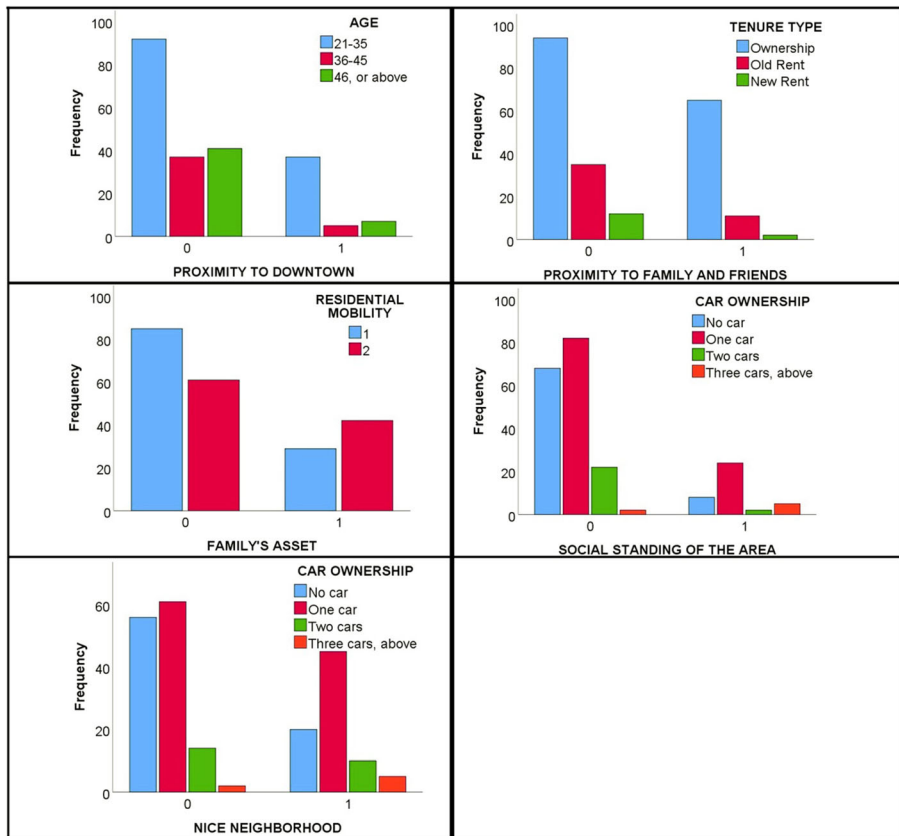 AGE
21-35
36-45
46, or above
100
80
60
40
20
0
Frequency
0 1
PROXIMITY TO DOWNTOWN
TENURE TYPE
Ownership
Old Rent
New Rent
100
80
60
40
20
0
Frequency
0 1
PROXIMITY TO FAMILY AND FRIENDS
RESIDENTIAL
MOBILITY
1
2
100
80
60
40
20
0
Frequency
0 1
FAMILY'S ASSET
CAR OWNERSHIP
No car
One car
Two cars
Three cars, above
100
80
60
40
20
0
Frequency
0 1
SOCIAL STANDING OF THE AREA
CAR OWNERSHIP
No car
One car
Two cars
Three cars, above
60
40
20
0
Frequency
0 1
NICE NEIGHBORHOOD